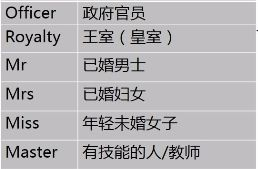 Officer 政府官员
Royalty 王室（皇室）
Mr 已婚男士
Mrs 已婚妇女
Miss 年轻未婚女子
Master 有技能的人/教师